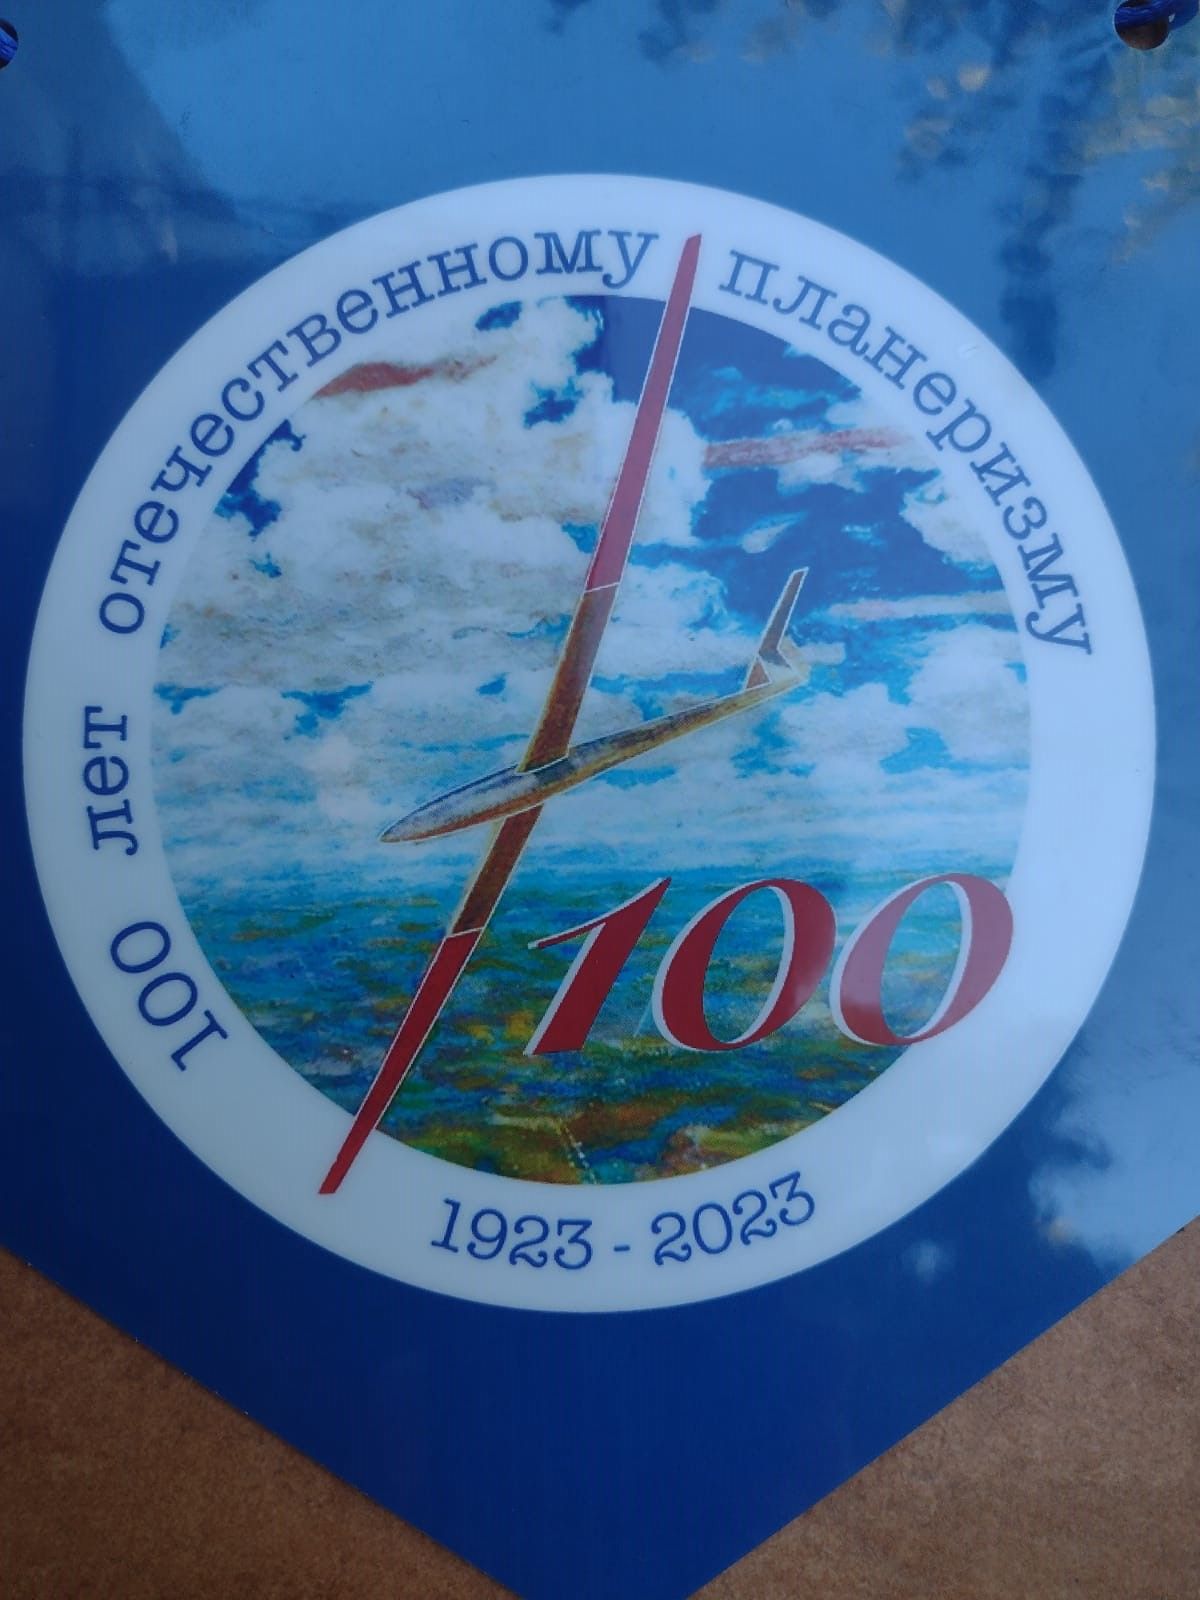 100 лет отечественному планеризму
100
1923 - 2023